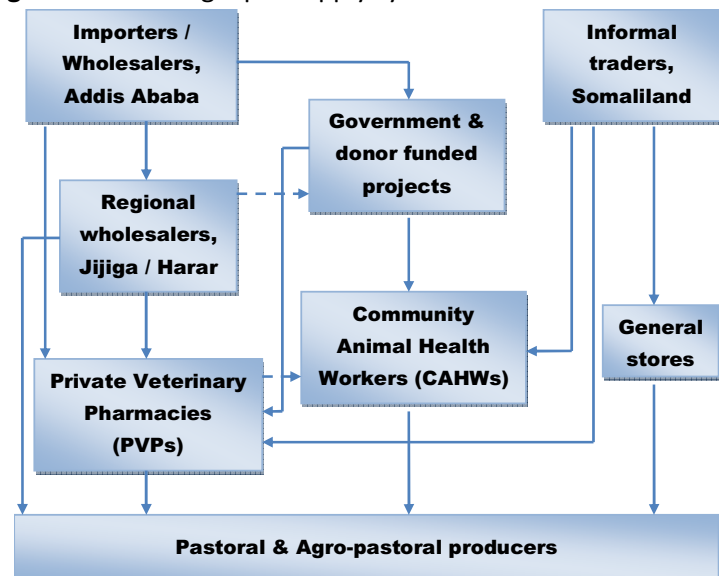 Importers /
Wholesalers,
Addis Ababa
Informal
traders,
Somaliland
Government &
donor funded
projects
Regional
wholesalers,
Jijiga / Harar
Community
Animal Health
Workers (CAHWs)
General
stores
Private Veterinary
Pharmacies
(PVPs)
Pastoral & Agro-pastoral producers